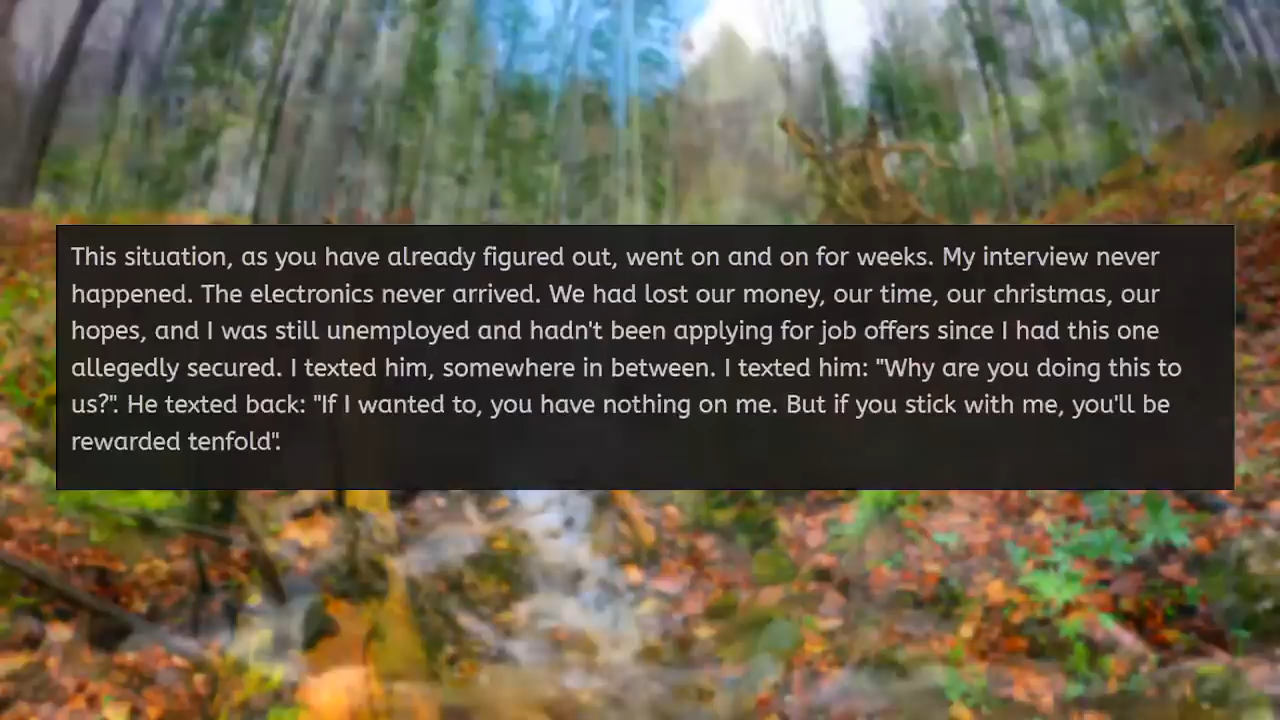 This situation, as you have already figured out, went on and on for weeks. My interview never
happened. The electronics never arrived. We had lost our money, our time, our christmas, our
hopes, and I was still unemployed and hadn't been applying for job offers since I had this one
allegedly secured. I texted him, somewhere in between. I texted him: "Why are you doing this to
us?". He texted back: "If I wanted to, you have nothing on me. But if you stick with me, you'll be
rewarded tenfold".